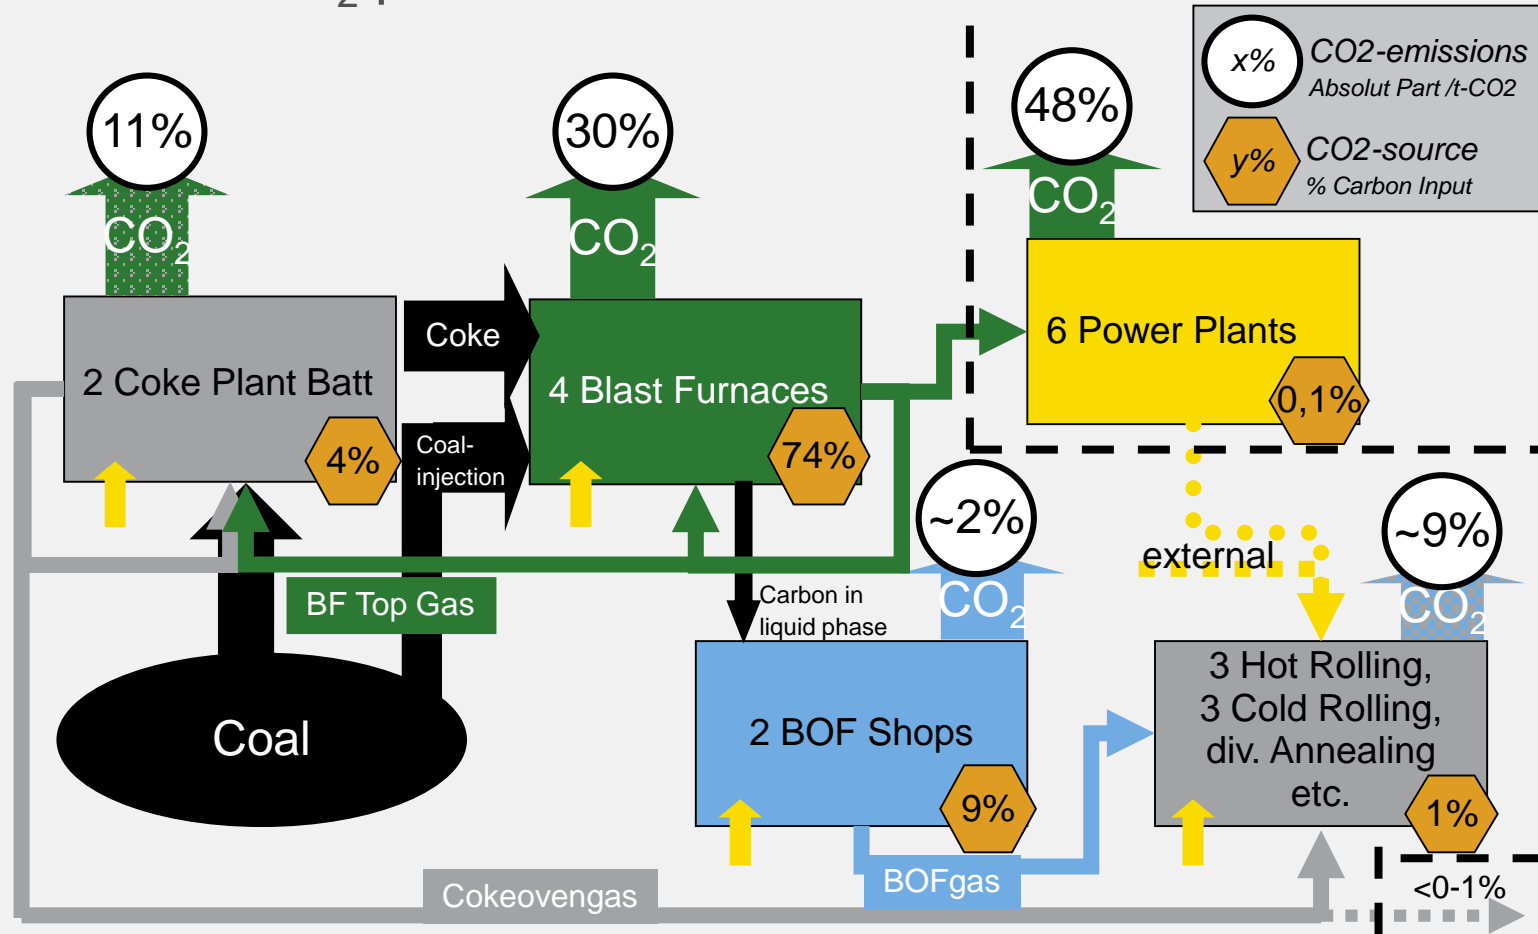 2
x%
CO2-emissions
Absolut Part /t-CO2
y%
CO2-source
% Carbon Input
11%
30%
48%
CO2
CO2
CO2
2 Coke Plant Batt
4%
Coke
Coal-
injection
4 Blast Furnaces
74%
6 Power Plants
0,1%
~2%
~9%
external
BF Top Gas
Carbon in
liquid phase
CO2
CO2
Coal
2 BOF Shops
9%
3 Hot Rolling,
3 Cold Rolling,
div. Annealing
etc.
1%
Cokeovengas
BOFgas
<0-1%